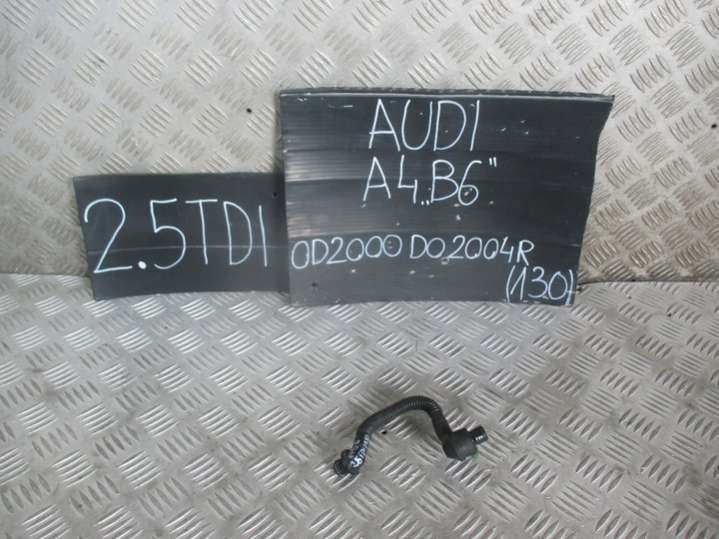 AUDI
A4„B6"
2.5TDI
OD2000 DO2004R
(130)